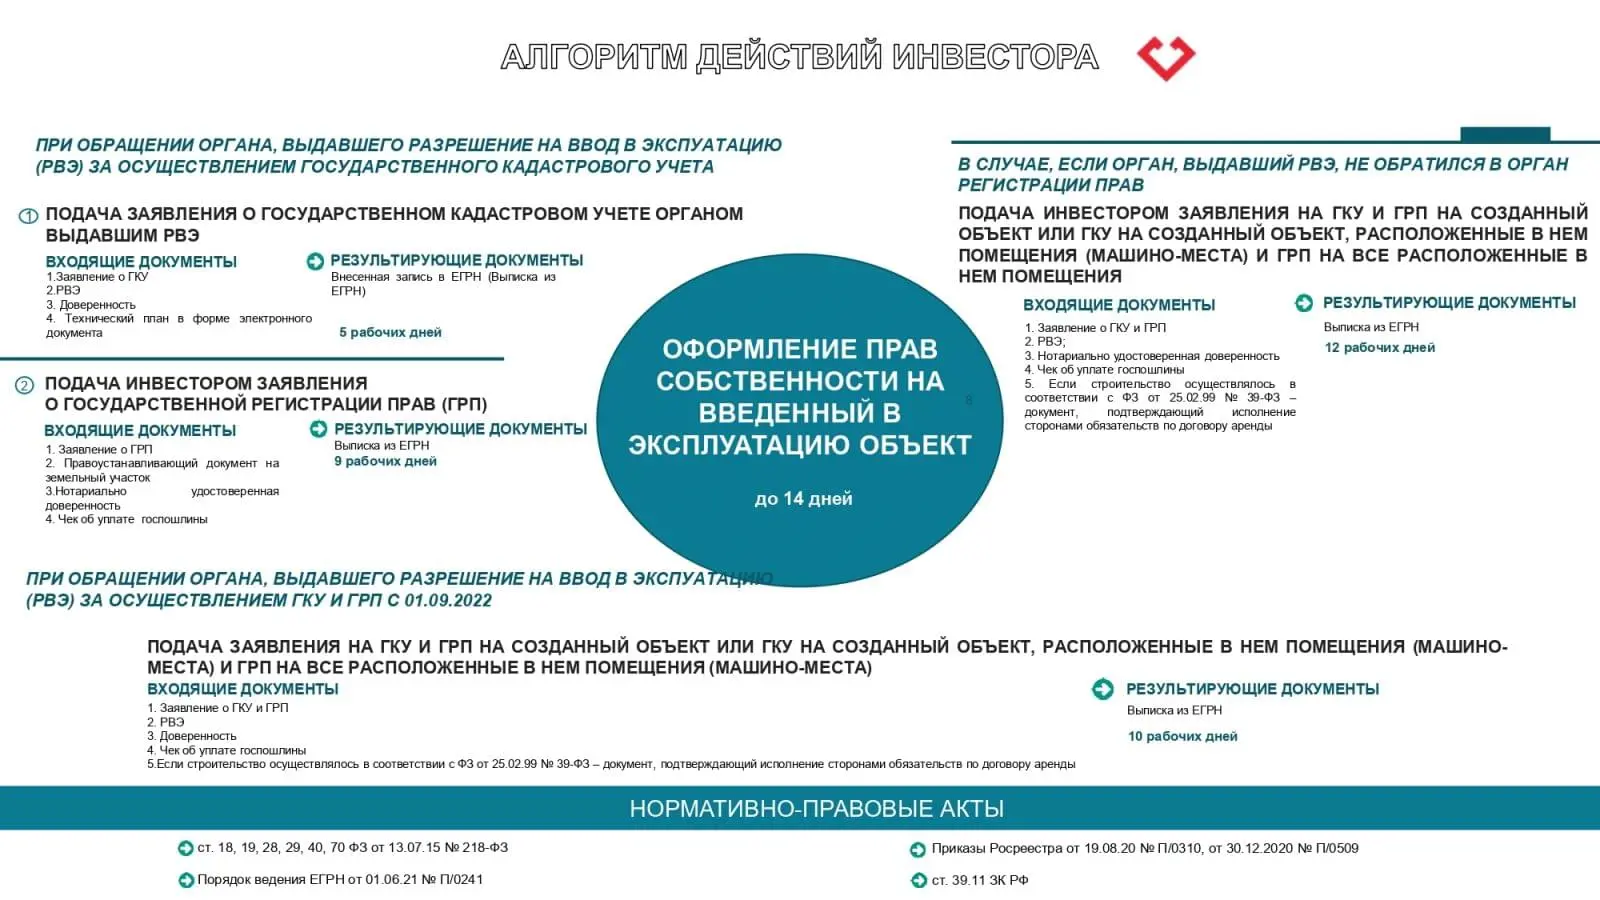 АЛГОРИТМ ДЕЙСТВИЙ ИНВЕСТОРА
ПРИ ОБРАЩЕНИИ ОРГАНА, ВЫДАВШЕГО РАЗРЕШЕНИЕ НА ВВОД В ЭКСПУАТАЦИЮ
(РВЭ) ЗА ОСУЩЕСТВЛЕНИЕМ ГОСУДАРСТВЕННОГО КАДАСТРОВОГО УЧЕТА
1 ПОДАЧА ЗАЯВЛЕНИЯ О ГОСУДАРСТВЕННОМ КАДАСТРОВОМ УЧЕТЕ ОРГАНОМ
ВЫДАВШИМ РВЭ
ВХОДЯЩИЕ ДОКУМЕНТЫ
1.Заявление о ГКУ
2.РВЭ
3. Доверенность
4. Технический план в форме электронного
документа
РЕЗУЛЬТИРУЮЩИЕ ДОКУМЕНТЫ
Внесенная запись в ЕГРН (Выписка из
ЕГРН)
5 рабочих дней
2 ПОДАЧА ИНВЕСТОРОМ ЗАЯВЛЕНИЯ
О ГОСУДАРСТВЕННОЙ РЕГИСТРАЦИИ ПРАВ (ГРП)
ВХОДЯЩИЕ ДОКУМЕНТЫ
1. Заявление о ГРП
2. Правоустанавливающий документ на
земельный участок
3.Нотариально удостоверенная
доверенность
4. Чек об уплате госпошлины
РЕЗУЛЬТИРУЮЩИЕ ДОКУМЕНТЫ
Выписка из ЕГРН
9 рабочих дней
ОФОРМЛЕНИЕ ПРАВ
СОБСТВЕННОСТИ НА
ВВЕДЕННЫЙ В
ЭКСПЛУАТАЦИЮ ОБЪЕКТ
до 14 дней
8
В СЛУЧАЕ, ЕСЛИ ОРГАН, ВЫДАВШИЙ РВЭ, НЕ ОБРАТИЛСЯ В ОРГАН
РЕГИСТРАЦИИ ПРАВ
ПОДАЧА ИНВЕСТОРОМ ЗАЯВЛЕНИЯ НА ГКУ И ГРП НА СОЗДАННЫЙ
ОБЪЕКТ ИЛИ ГКУ НА СОЗДАННЫЙ ОБЪЕКТ, РАСПОЛОЖЕННЫЕ В НЕМ
ПОМЕЩЕНИЯ (МАШИНО-МЕСТА) И ГРП НА ВСЕ РАСПОЛОЖЕННЫЕ В
НЕМ ПОМЕЩЕНИЯ
ВХОДЯЩИЕ ДОКУМЕНТЫ
1. Заявление о ГКУ и ГРП
2. РВЭ;
3. Нотариально удостоверенная доверенность
4. Чек об уплате госпошлины
5. Если строительство осуществлялось в
соответствии с ФЗ от 25.02.99 № 39-ФЗ –
документ, подтверждающий исполнение
сторонами обязательств по договору аренды
РЕЗУЛЬТИРУЮЩИЕ ДОКУМЕНТЫ
Выписка из ЕГРН
12 рабочих дней
ПРИ ОБРАЩЕНИИ ОРГАНА, ВЫДАВШЕГО РАЗРЕШЕНИЕ НА ВВОД В ЭКСПУАТАЦИЮ
(РВЭ) ЗА ОСУЩЕСТВЛЕНИЕМ ГКУ И ГРП С 01.09.2022
ПОДАЧА ЗАЯВЛЕНИЯ НА ГКУ И ГРП НА СОЗДАННЫЙ ОБЪЕКТ ИЛИ ГКУ НА СОЗДАННЫЙ ОБЪЕКТ, РАСПОЛОЖЕННЫЕ В НЕМ ПОМЕЩЕНИЯ (МАШИНО-
МЕСТА) И ГРП НА ВСЕ РАСПОЛОЖЕННЫЕ В НЕМ ПОМЕЩЕНИЯ (МАШИНО-МЕСТА)
ВХОДЯЩИЕ ДОКУМЕНТЫ
1. Заявление о ГКУ и ГРП
2. РВЭ
3. Доверенность
4. Чек об уплате госпошлины
5.Если строительство осуществлялось в соответствии с ФЗ от 25.02.99 № 39-ФЗ – документ, подтверждающий исполнение сторонами обязательств по договору аренды
РЕЗУЛЬТИРУЮЩИЕ ДОКУМЕНТЫ
Выписка из ЕГРН
10 рабочих дней
НОРМАТИВНО-ПРАВОВЫЕ АКТЫ
ст. 18, 19, 28, 29, 40, 70 ФЗ от 13.07.15 № 218-ФЗ
Порядок ведения ЕГРН от 01.06.21 № П/0241
Приказы Росреестра от 19.08.20 № П/0310, от 30.12.2020 № П/0509
ст. 39.11 ЗК РФ